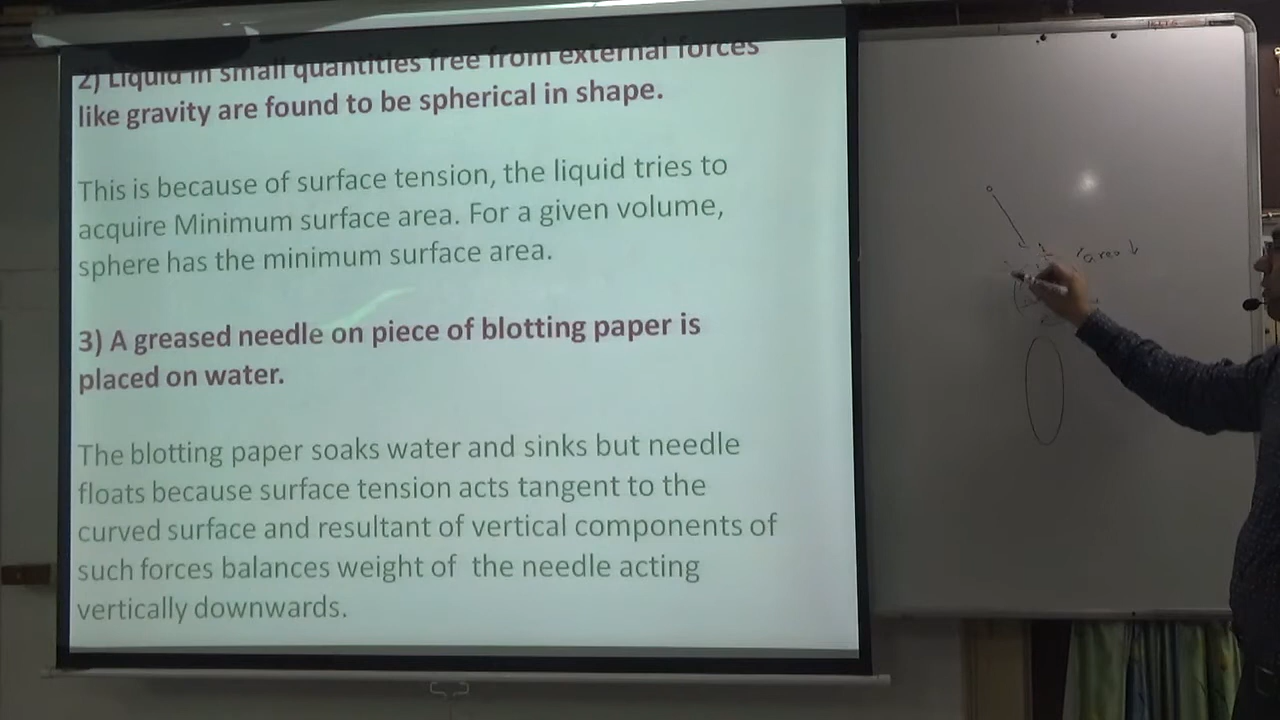 2) Liquid in small quantities free from external forces
like gravity are found to be spherical in shape.
This is because of surface tension, the liquid tries to
acquire Minimum surface area. For a given volume,
sphere has the minimum surface area.
3) A greased needle on piece of blotting paper is
placed on water.
The blotting paper soaks water and sinks but needle
floats because surface tension acts tangent to the
curved surface and resultant of vertical components of
such forces balances weight of the needle acting
vertically downwards.
area ↓